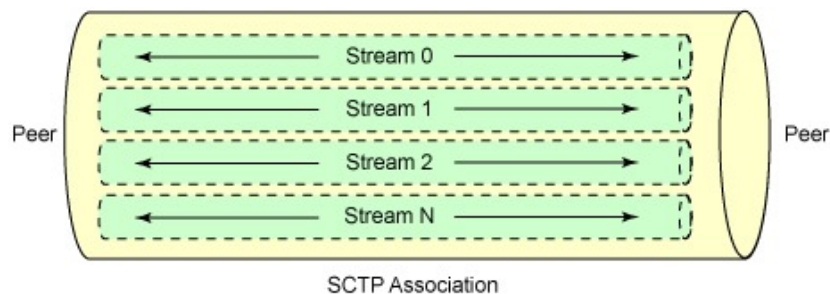 Stream 0
Stream 1
Peer
Peer
Stream 2
Stream N
SCTP Association